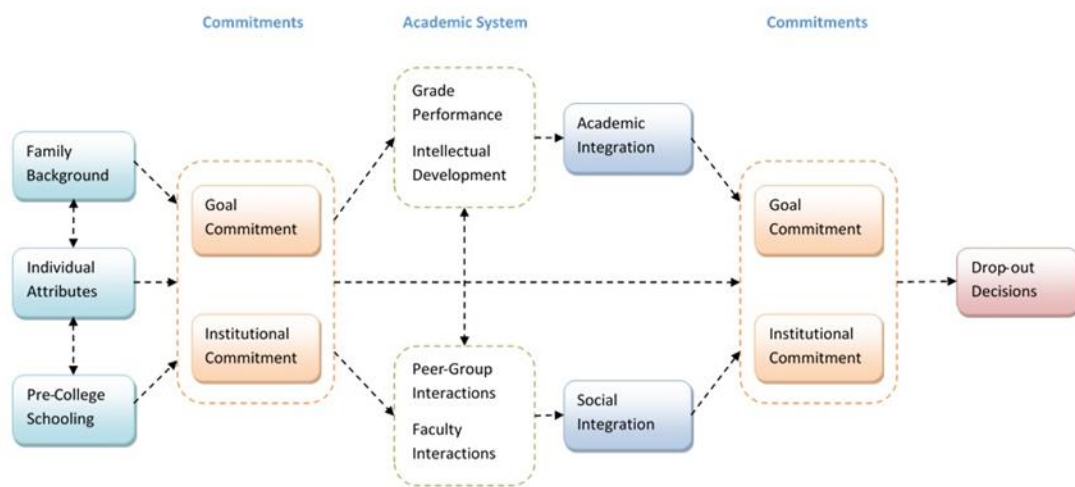 Commitments
Academic System
Commitments
Family
Background
Individual
Attributes
Pre-College
Schooling
Goal
Commitment
Institutional
Commitment
Grade
Performance
Intellectual
Development
Peer-Group
Interactions
Faculty
Interactions
Academic
Integration
Social
Integration
Goal
Commitment
Institutional
Commitment
Drop-out
Decisions